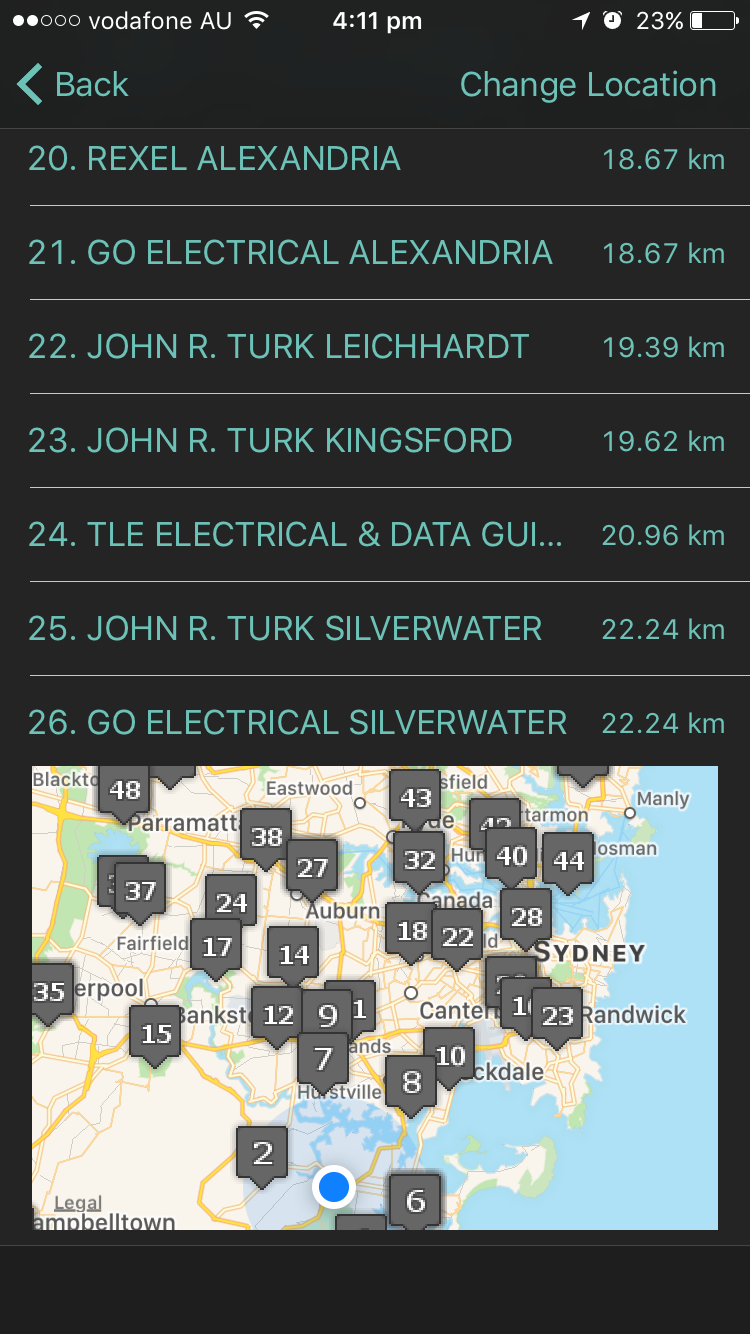 vodafone AU 4:11 pm 23%
Back Change Location
20. REXEL ALEXANDRIA 18.67 km
21. GO ELECTRICAL ALEXANDRIA 18.67 km
22. JOHN R. TURK LEICHHARDT 19.39 km
23. JOHN R. TURK KINGSFORD 19.62 km
24. TLE ELECTRICAL & DATA GUI... 20.96 km
25. JOHN R. TURK SILVERWATER 22.24 km
26. GO ELECTRICAL SILVERWATER 22.24 km
Blackto
48
Eastwood
43
sfield
Manly
Parramatt
38
42
rtarmon
27
32
Hun
40
44
osman
37
24
Auburn
Canada
28
Fairfield
17
14
18
22
SYDNEY
35
erpool
Bankst
12
9
1
Canter
23
Randwick
15
7
ands
10
ckdale
8
Hurstville
2
6
Legal
ampbelltown